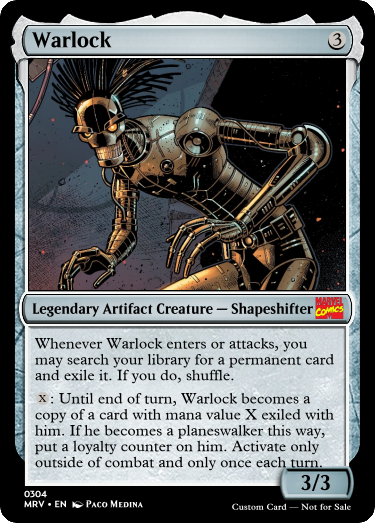 Warlock 3
MARVEL
COMICS
Legendary Artifact Creature — Shapeshifter
Whenever Warlock enters or attacks, you
may search your library for a permanent card
and exile it. If you do, shuffle.
X: Until end of turn, Warlock becomes a
copy of a card with mana value X exiled with
him. If he becomes a planeswalker this way,
put a loyalty counter on him. Activate only
outside of combat and only once each turn.
3/3
0304
MRV • EN Paco Medina
Custom Card — Not for Sale